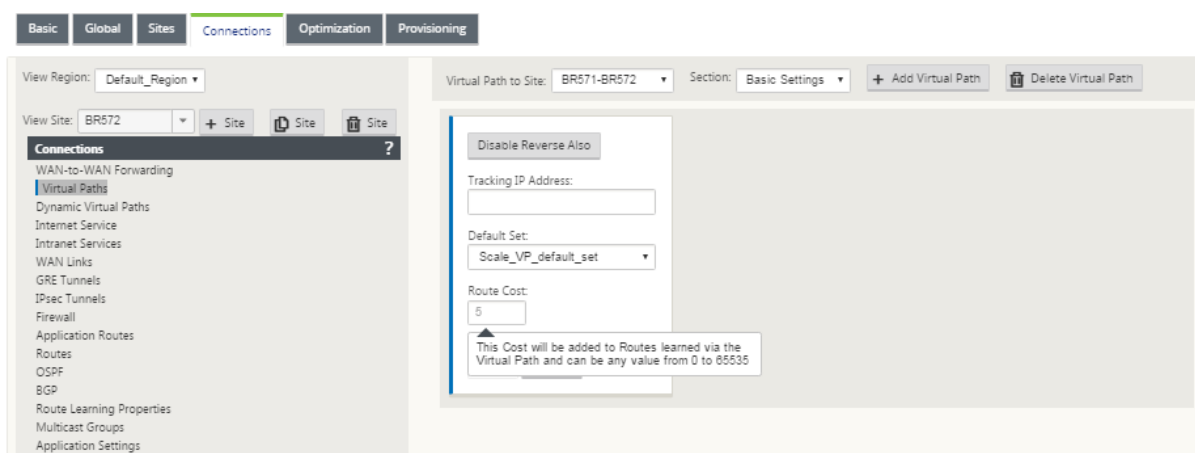 Basic Global Sites Connections Optimization Provisioning
View Region: Default_Region
Virtual Path to Site: BR571-BR572 Section: Basic Settings + Add Virtual Path Delete Virtual Path
View Site: BR572 + Site Site Site
Connections ?
WAN-to-WAN Forwarding
Virtual Paths
Dynamic Virtual Paths
Internet Service
Intranet Services
WAN Links
GRE Tunnels
IPsec Tunnels
Firewall
Application Routes
Routes
OSPF
BGP
Route Learning Properties
Multicast Groups
Application Settings
Disable Reverse Also
Tracking IP Address:
Default Set:
Scale_VP_default_set
Route Cost:
5
This Cost will be added to Routes learned via the
Virtual Path and can be any value from 0 to 65535